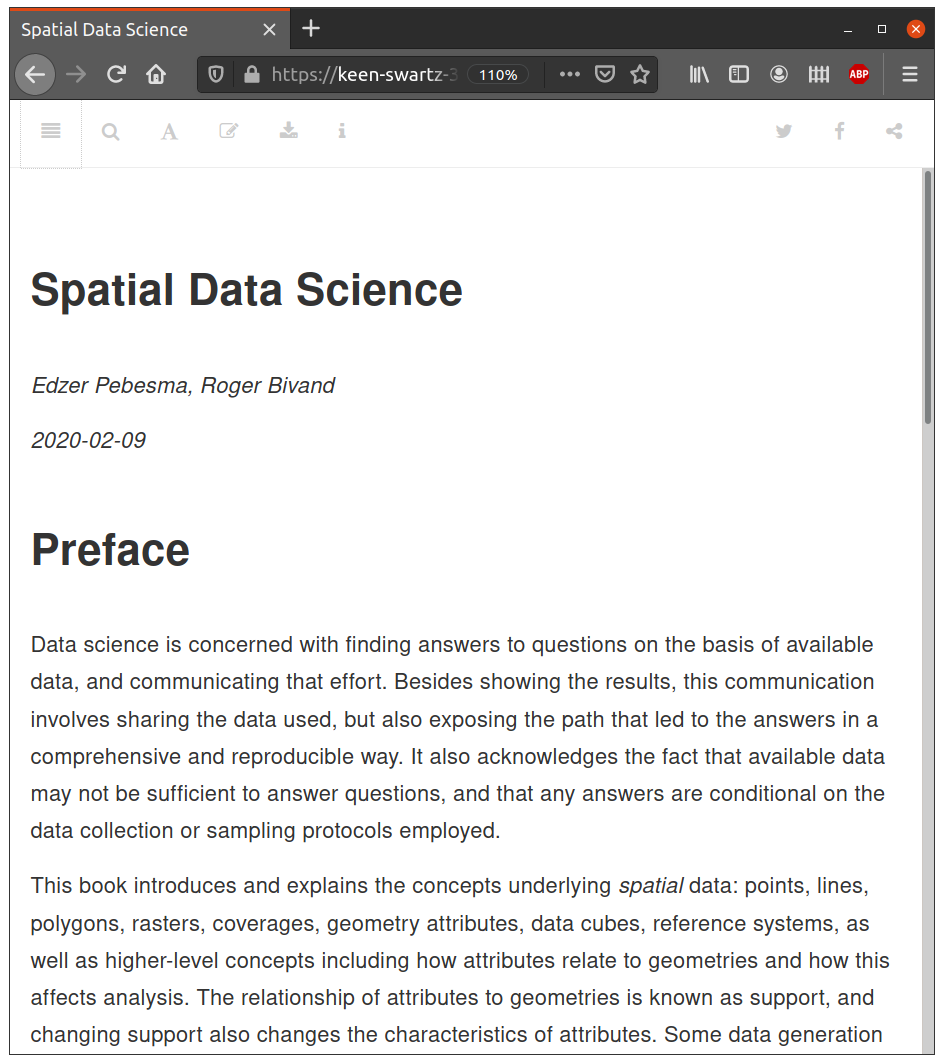 Spatial Data Science
https://keen-swartz-3
110%
ABP
Spatial Data Science
Edzer Pebesma, Roger Bivand
2020-02-09
Preface
Data science is concerned with finding answers to questions on the basis of available
data, and communicating that effort. Besides showing the results, this communication
involves sharing the data used, but also exposing the path that led to the answers in a
comprehensive and reproducible way. It also acknowledges the fact that available data
may not be sufficient to answer questions, and that any answers are conditional on the
data collection or sampling protocols employed.
This book introduces and explains the concepts underlying spatial data: points, lines,
polygons, rasters, coverages, geometry attributes, data cubes, reference systems, as
well as higher-level concepts including how attributes relate to geometries and how this
affects analysis. The relationship of attributes to geometries is known as support, and
changing support also changes the characteristics of attributes. Some data generation